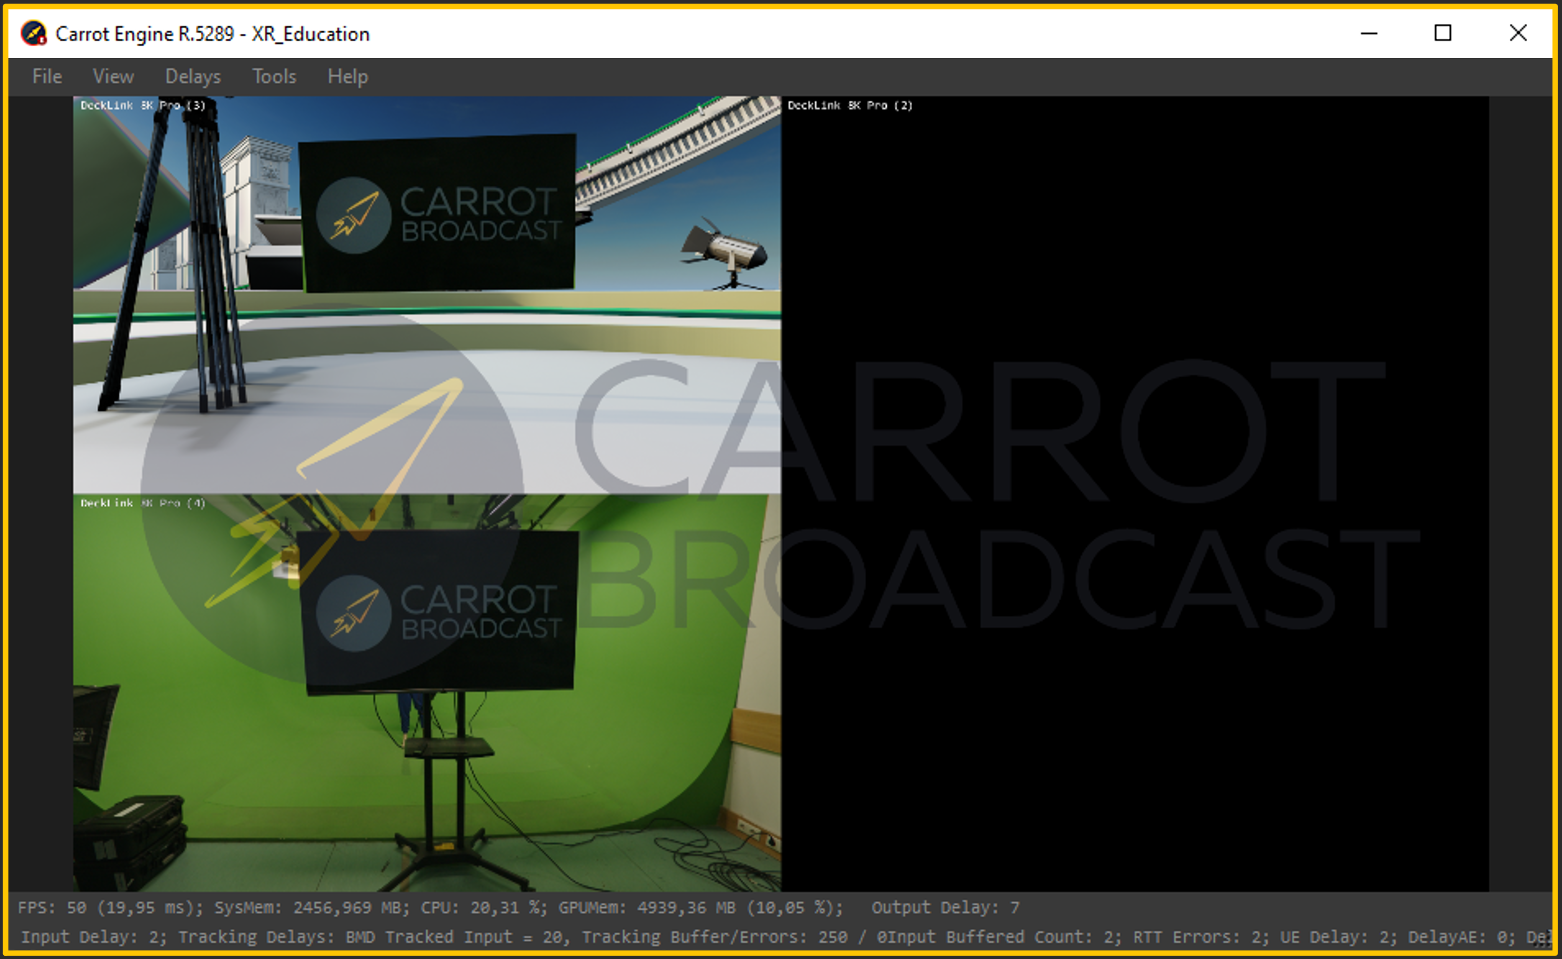 Carrot Engine R.5289 - XR_Education
File View Delays Tools Help
DeckLink 8K Pro (3)
DeckLink 8K Pro (2)
CARROT
BROADCAST
CARROT
BROADCAST
DeckLink 8K Pro (4)
CARROT
BROADCAST
FPS: 50 (19,95 ms); SysMem: 2456,969 MB; CPU: 20,31 %; GPUMem: 4939,36 MB (10,05 %); Output Delay: 7
Input Delay: 2; Tracking Delays: BMD Tracked Input = 20, Tracking Buffer/Errors: 250 / 0Input Buffered Count: 2; RTT Errors: 2; UE Delay: 2; DelayAE: 0;